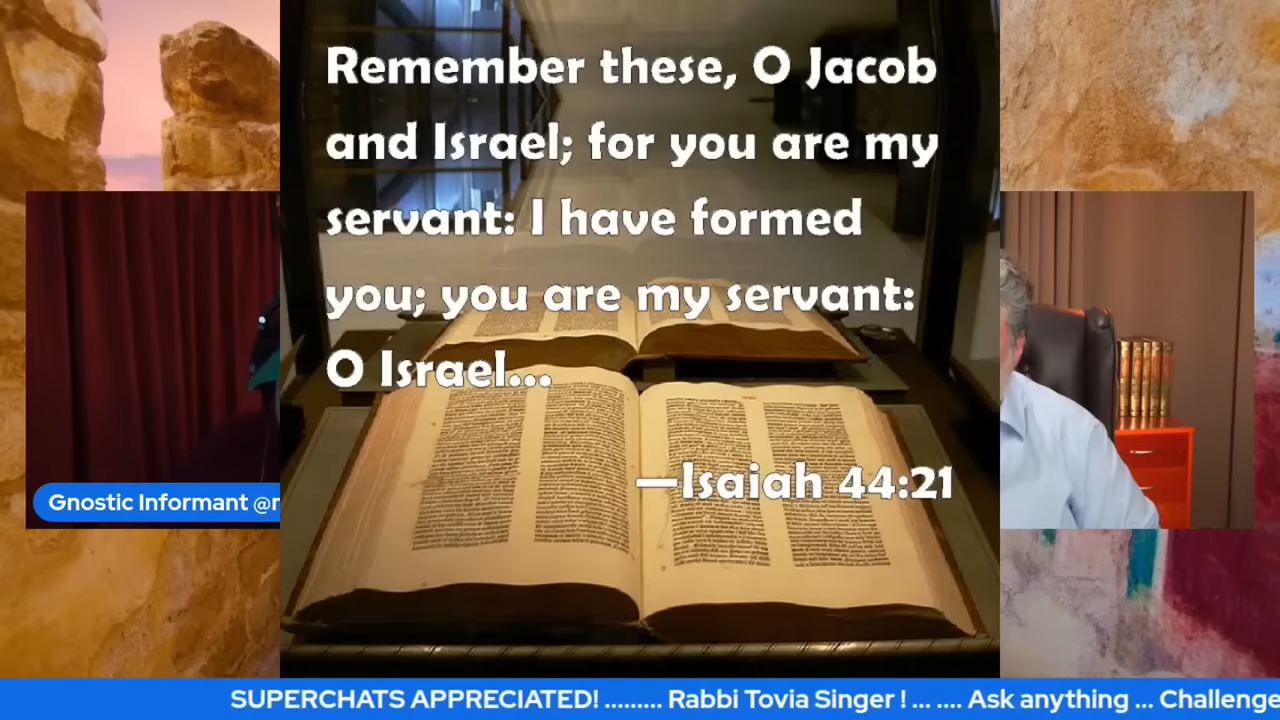 Remember these, O Jacob
and Israel; for you are my
servant: I have formed
you; you are my servant:
O Israel...
—Isaiah 44:21
Gnostic Informant
SUPERCHATS APPRECIATED! ......... Rabbi Tovia Singer ! ... .... Ask anything ... Challenge